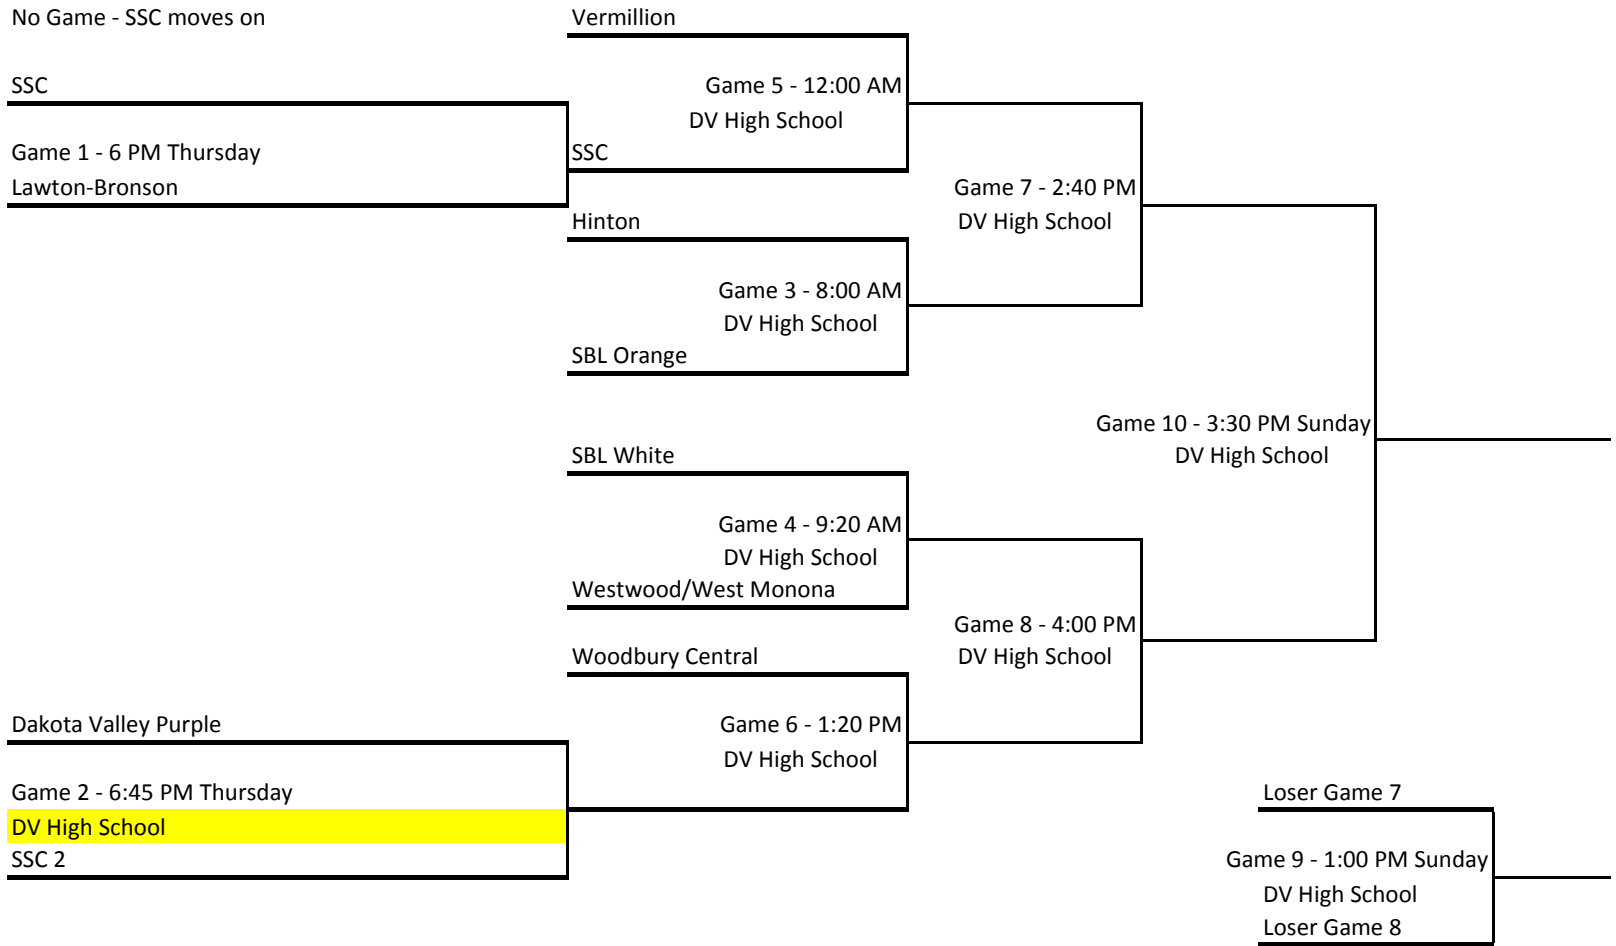 No Game - SSC moves on
Vermillion
SSC
Game 5 - 12:00 AM
DV High School
Game 1 - 6 PM Thursday
SSC
Lawton-Bronson
Game 7 - 2:40 PM
DV High School
Hinton
Game 3 - 8:00 AM
DV High School
SBL Orange
Game 10 - 3:30 PM Sunday
DV High School
SBL White
Game 4 - 9:20 AM
DV High School
Westwood/West Monona
Game 8 - 4:00 PM
DV High School
Woodbury Central
Dakota Valley Purple
Game 6 - 1:20 PM
DV High School
Game 2 - 6:45 PM Thursday
DV High School
SSC 2
Loser Game 7
Game 9 - 1:00 PM Sunday
DV High School
Loser Game 8